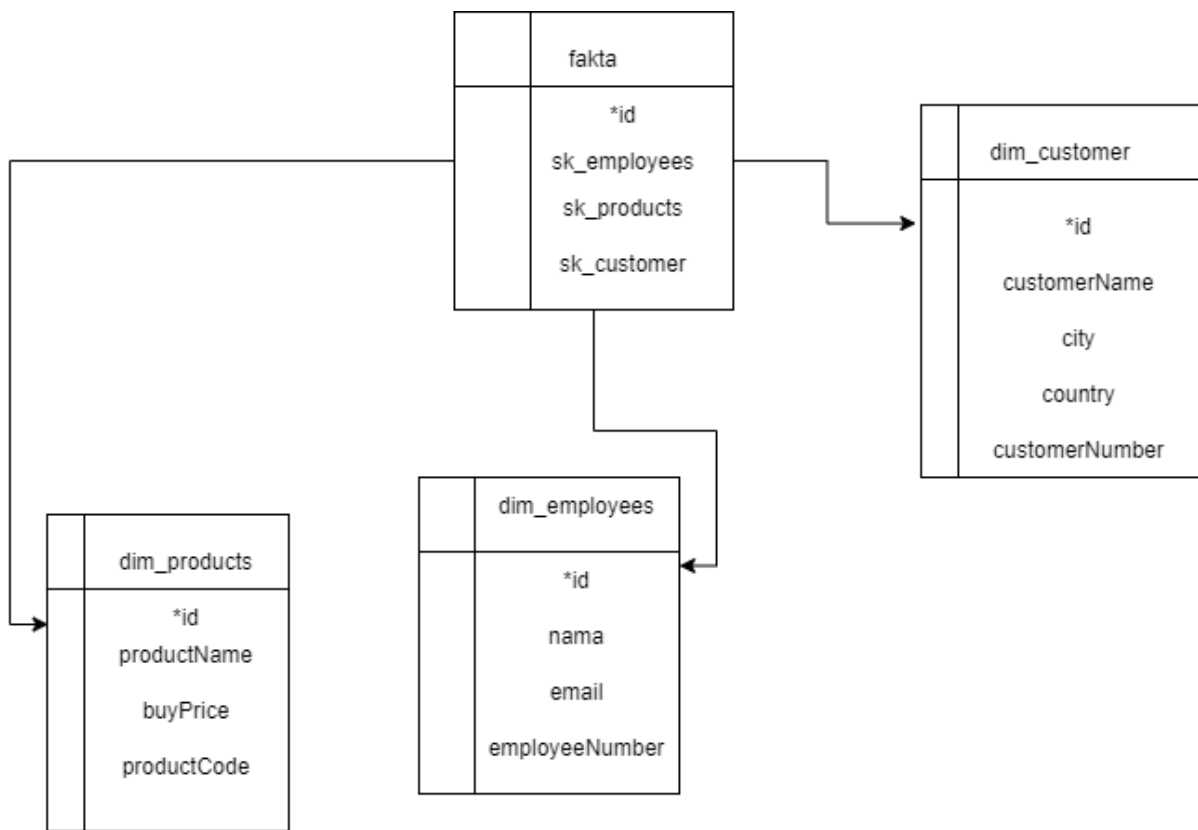 fakta
*id
sk_employees
sk_products
sk_customer
dim_customer
*id
customerName
city
country
customerNumber
dim_employees
*id
nama
email
employeeNumber
dim_products
*id
productName
buyPrice
productCode